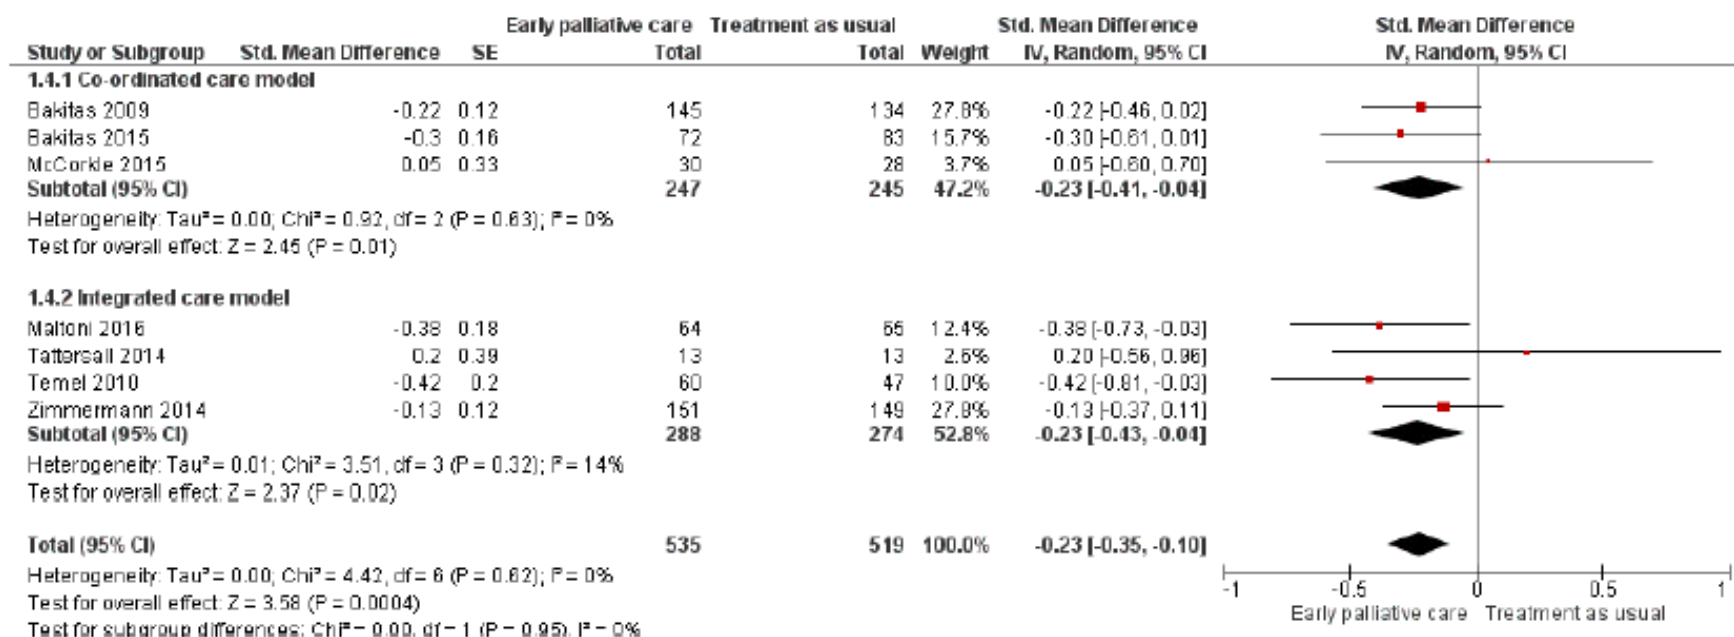 Early palliative care Treatment as usual Std. Mean Difference Std. Mean Difference
Study or Subgroup Std. Mean Difference SE Total Total Weight IV, Random, 95% CI IV, Random, 95% CI
1.4.1 Co-ordinated care model
Bakitas 2009 -0.22 0.12 145 134 27.8% -0.22 [-0.46, 0.02]
Bakitas 2015 -0.3 0.16 72 83 15.7% -0.30 [-0.61, 0.01]
McCorkle 2015 0.05 0.33 30 28 3.7% 0.05 [-0.60, 0.70]
Subtotal (95% CI) 247 245 47.2% -0.23 [-0.41, -0.04]
Heterogeneity: Tau² = 0.00; Chi² = 0.92, df = 2 (P = 0.63); I² = 0%
Test for overall effect: Z = 2.45 (P = 0.01)
1.4.2 Integrated care model
Maltoni 2016 -0.38 0.18 64 65 12.4% -0.38 [-0.73, -0.03]
Tattersall 2014 0.2 0.39 13 13 2.6% 0.20 [-0.56, 0.96]
Temel 2010 -0.42 0.2 60 47 10.0% -0.42 [-0.81, -0.03]
Zimmermann 2014 -0.13 0.12 151 149 27.8% -0.13 [-0.37, 0.11]
Subtotal (95% CI) 288 274 52.8% -0.23 [-0.43, -0.04]
Heterogeneity: Tau² = 0.01; Chi² = 3.51, df = 3 (P = 0.32); I² = 14%
Test for overall effect: Z = 2.37 (P = 0.02)
Total (95% CI) 535 519 100.0% -0.23 [-0.35, -0.10]
Heterogeneity: Tau² = 0.00; Chi² = 4.42, df = 6 (P = 0.62); I² = 0%
-1 -0.5 0 0.5 1
Test for overall effect: Z = 3.58 (P = 0.0004)
Early palliative care Treatment as usual
Test for subgroup differences: Chi² = 0.00, df = 1 (P = 0.95), I² = 0%